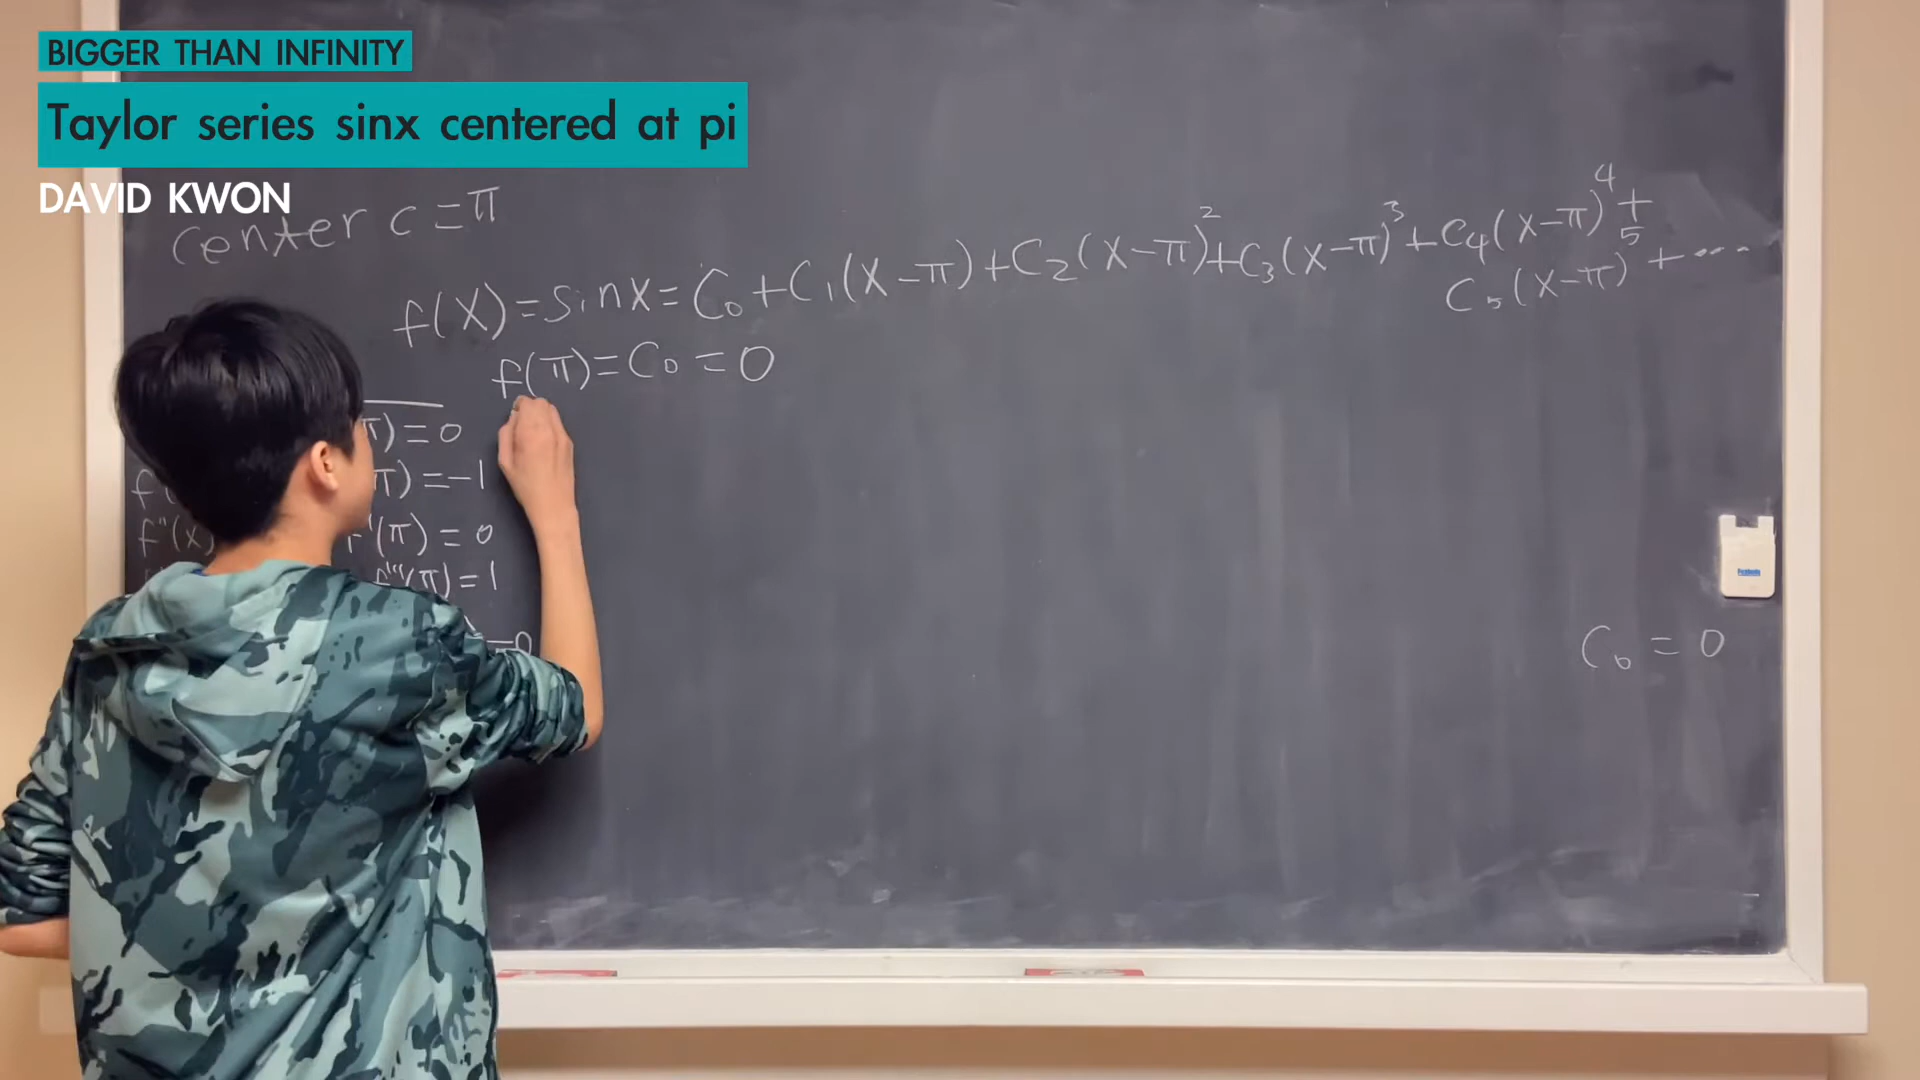 BIGGER THAN INFINITY
Taylor series sinx centered at pi
DAVID KWON
center c = π
f(x) = sinx = C₀ + C₁(x-π) + C₂(x-π)² + C₃(x-π)³ + C₄(x-π)⁴ +
C₅(x-π)⁵ + ...
f(π) = C₀ = 0
π) = 0
π) = -1
f''(x)
'(π) = 0
f'''(π) = 1
=0
C₀ = 0